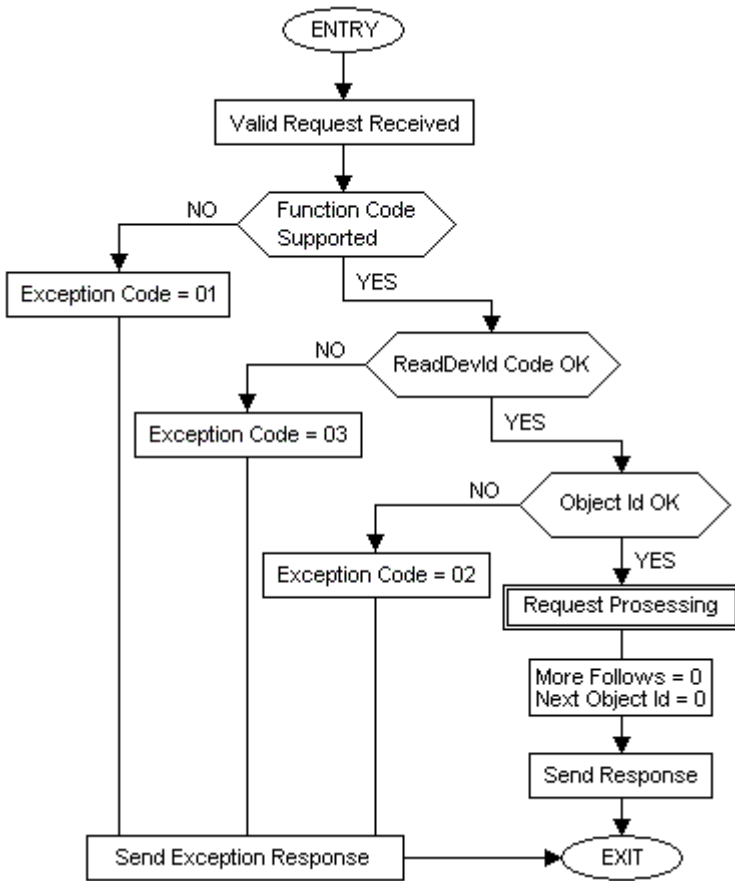 ENTRY
Valid Request Received
NO
Function Code
Supported
Exception Code = 01
YES
NO
ReadDevId Code OK
Exception Code = 03
YES
NO
Object Id OK
Exception Code = 02
YES
Request Prosessing
More Follows = 0
Next Object Id = 0
Send Response
Send Exception Response
EXIT